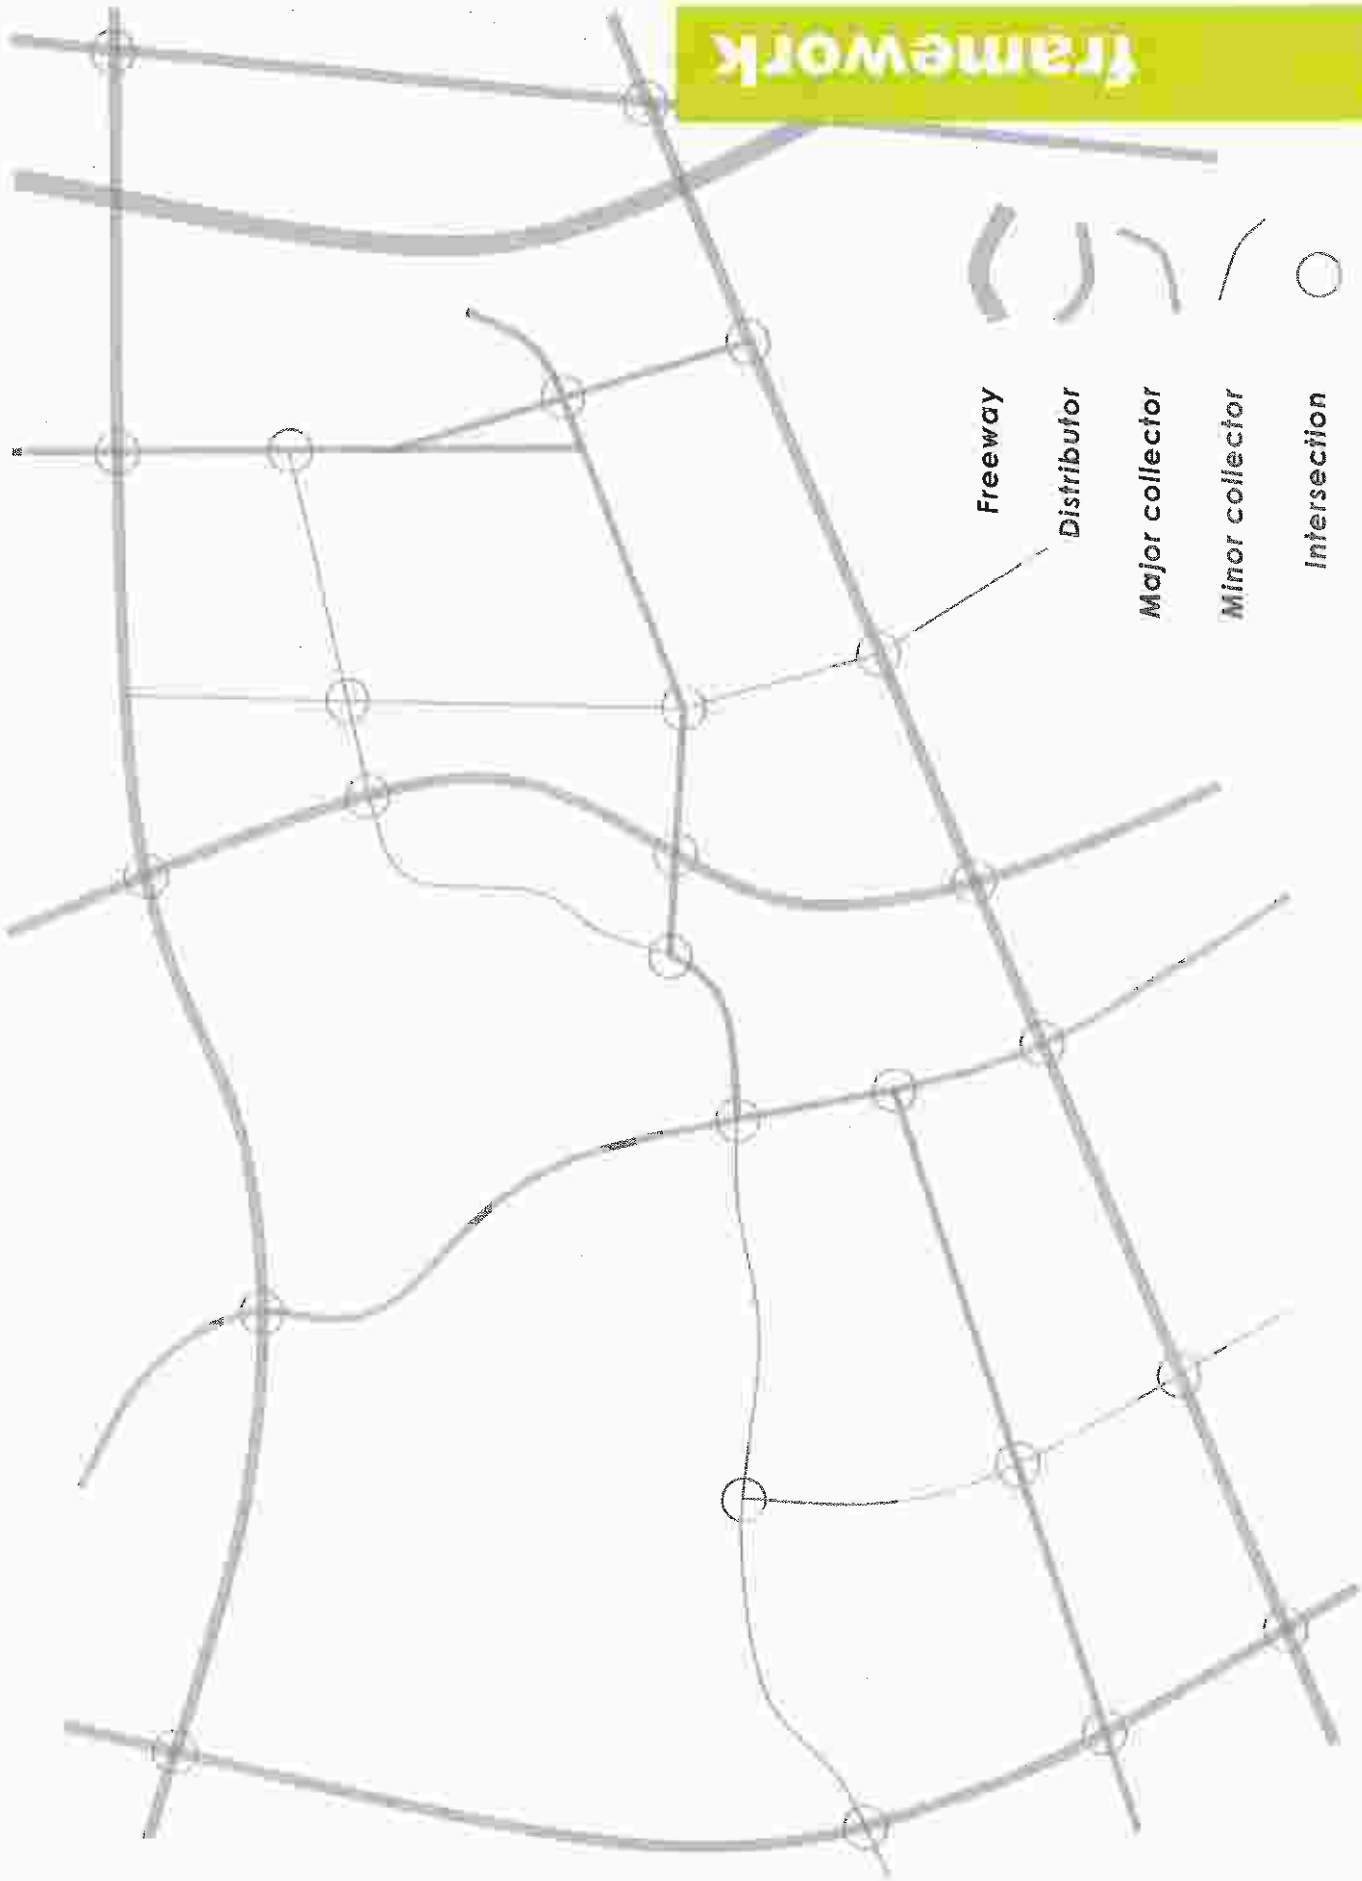 framework
Freeway
Distributor
Major collector
Minor collector
Intersection